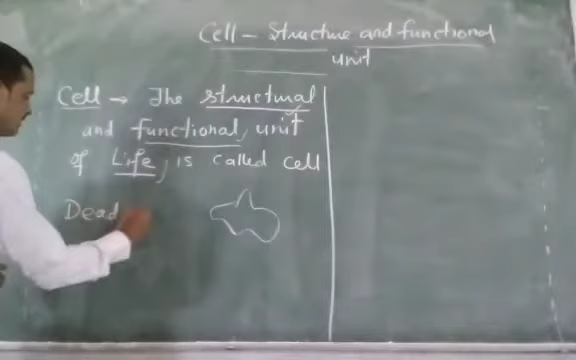 Cell - Structure and functional
unit
Cell → The structural
and functional, unit
of Life, is called cell
Dead